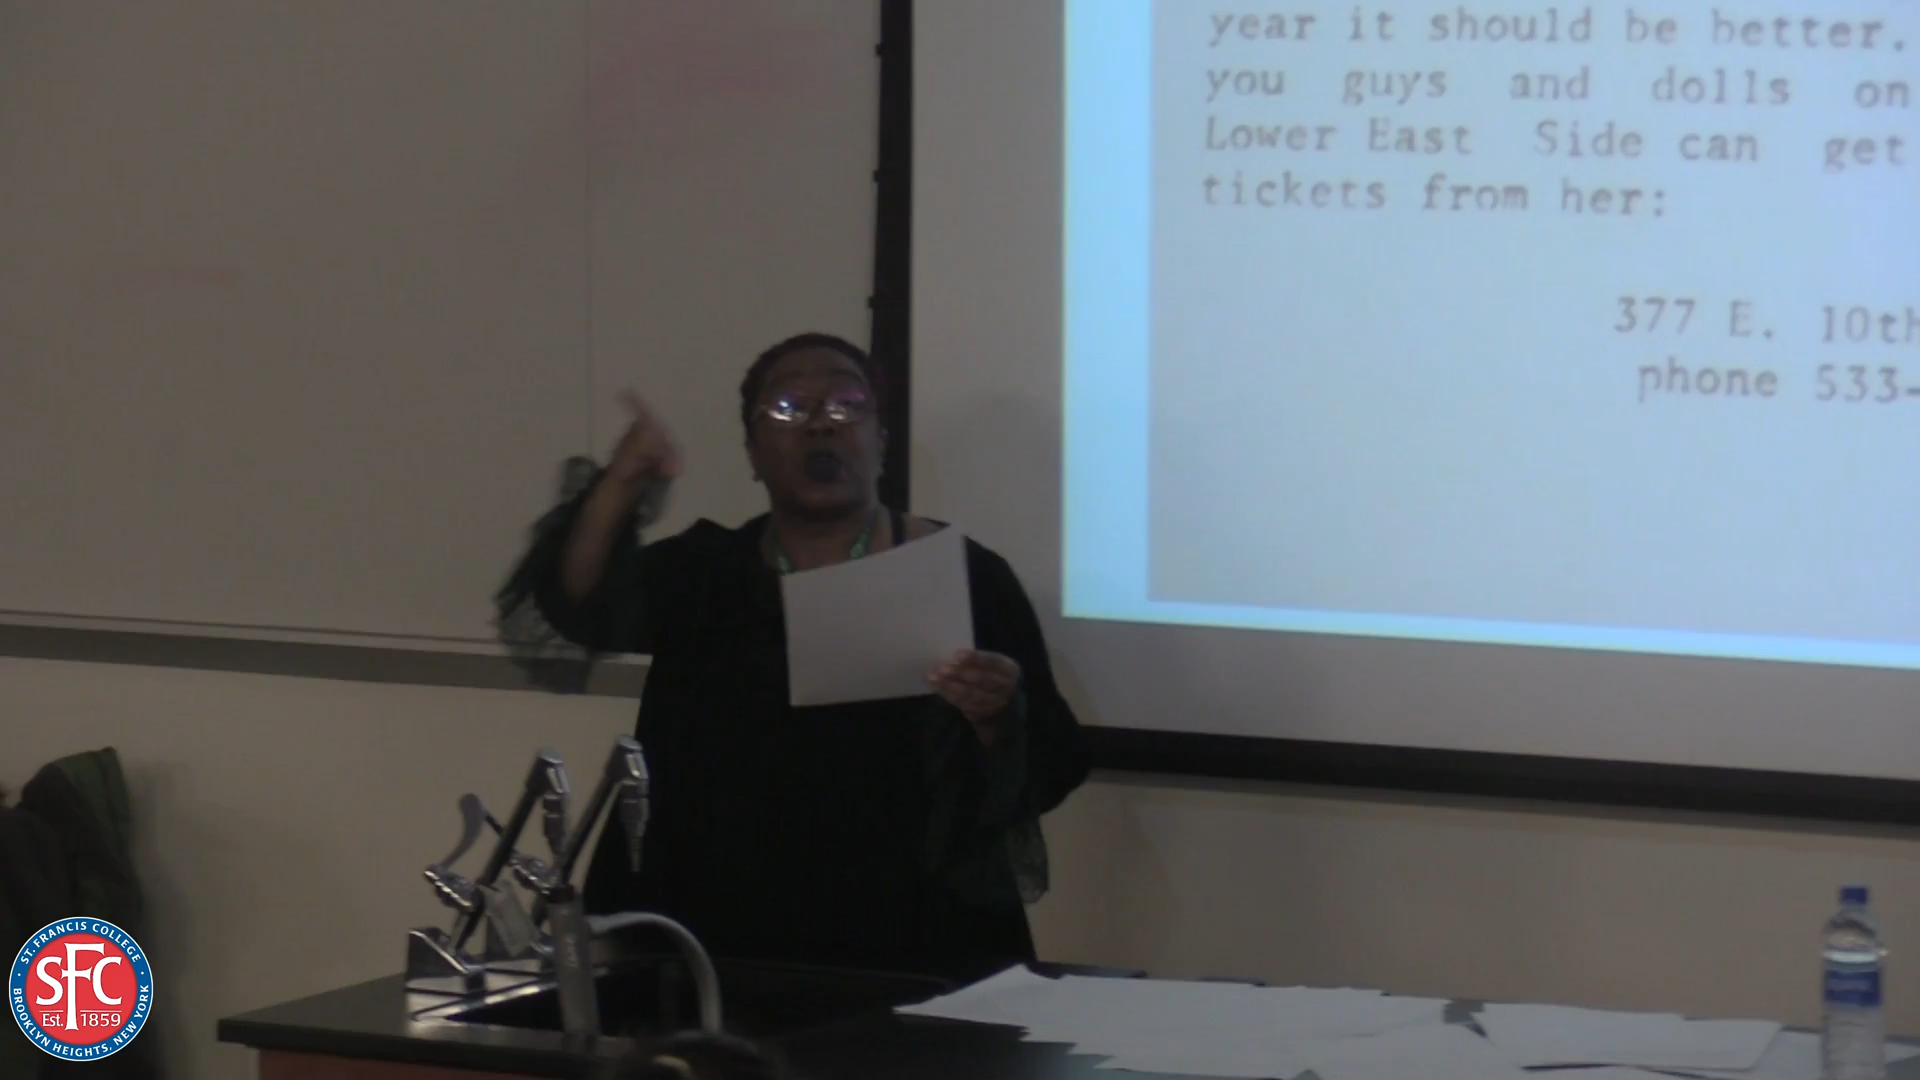 year it should be better.
you guys and dolls on
Lower East Side can get
tickets from her:
377 E. 10th
phone 533-
ST. FRANCIS COLLEGE
SFC
Est. 1859
BROOKLYN HEIGHTS, NEW YORK